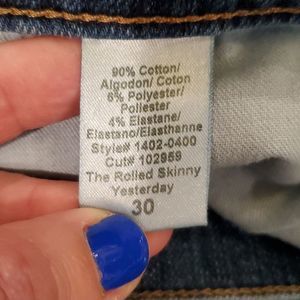 90% Cotton/
Algodon/ Coton
6% Polyester/
Poliester
4% Elastane/
Elastano/Elasthanne
Style# 1402-0400
Cut# 102959
The Rolled Skinny
Yesterday
30